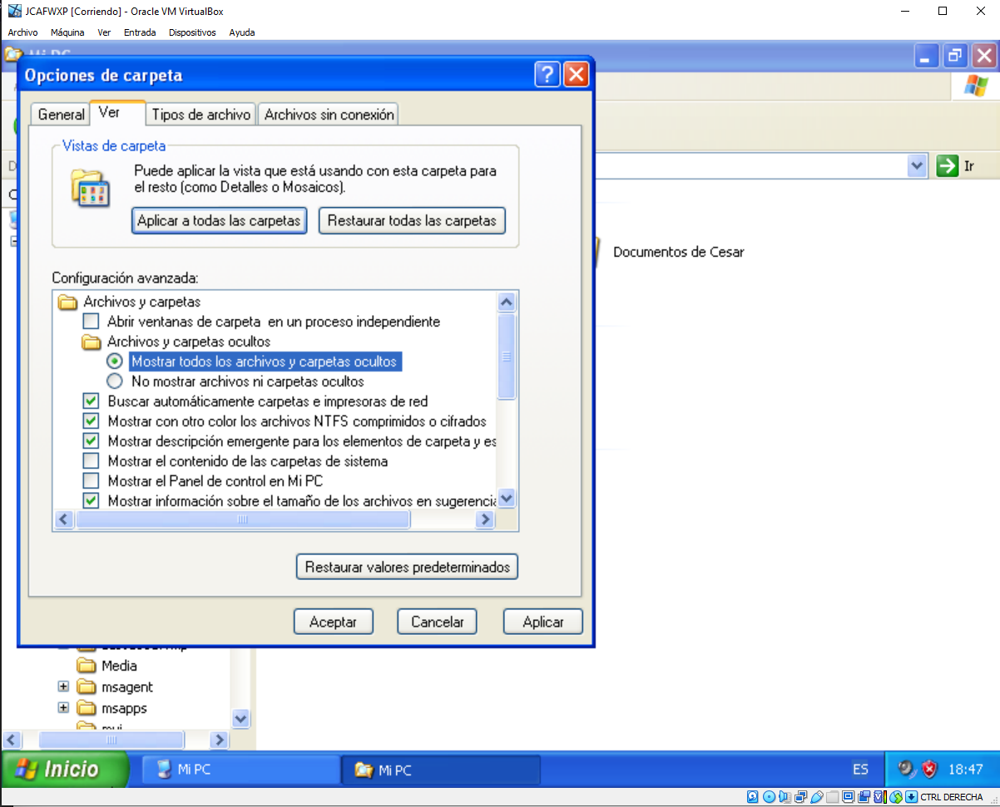 JCAFWXP [Corriendo] - Oracle VM VirtualBox
Archivo Máquina Ver Entrada Dispositivos Ayuda
Mi PC
Opciones de carpeta
General Ver Tipos de archivo Archivos sin conexión
Vistas de carpeta
Puede aplicar la vista que está usando con esta carpeta para
el resto (como Detalles o Mosaicos).
Aplicar a todas las carpetas Restaurar todas las carpetas
Ir
Documentos de Cesar
Configuración avanzada:
Archivos y carpetas
Abrir ventanas de carpeta en un proceso independiente
Archivos y carpetas ocultos
Mostrar todos los archivos y carpetas ocultos
No mostrar archivos ni carpetas ocultos
Buscar automáticamente carpetas e impresoras de red
Mostrar con otro color los archivos NTFS comprimidos o cifrados
Mostrar descripción emergente para los elementos de carpeta y es
Mostrar el contenido de las carpetas de sistema
Mostrar el Panel de control en Mi PC
Mostrar información sobre el tamaño de los archivos en sugerencia
Restaurar valores predeterminados
Aceptar Cancelar Aplicar
Media
msagent
msapps
mui
Inicio Mi PC Mi PC ES 18:47
CTRL DERECHA